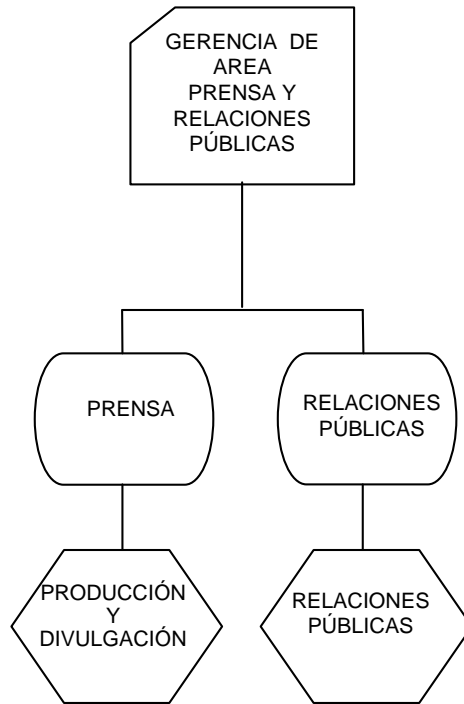 GERENCIA DE
AREA
PRENSA Y
RELACIONES
PÚBLICAS
PRENSA
RELACIONES
PÚBLICAS
PRODUCCIÓN
Y
DIVULGACIÓN
RELACIONES
PÚBLICAS